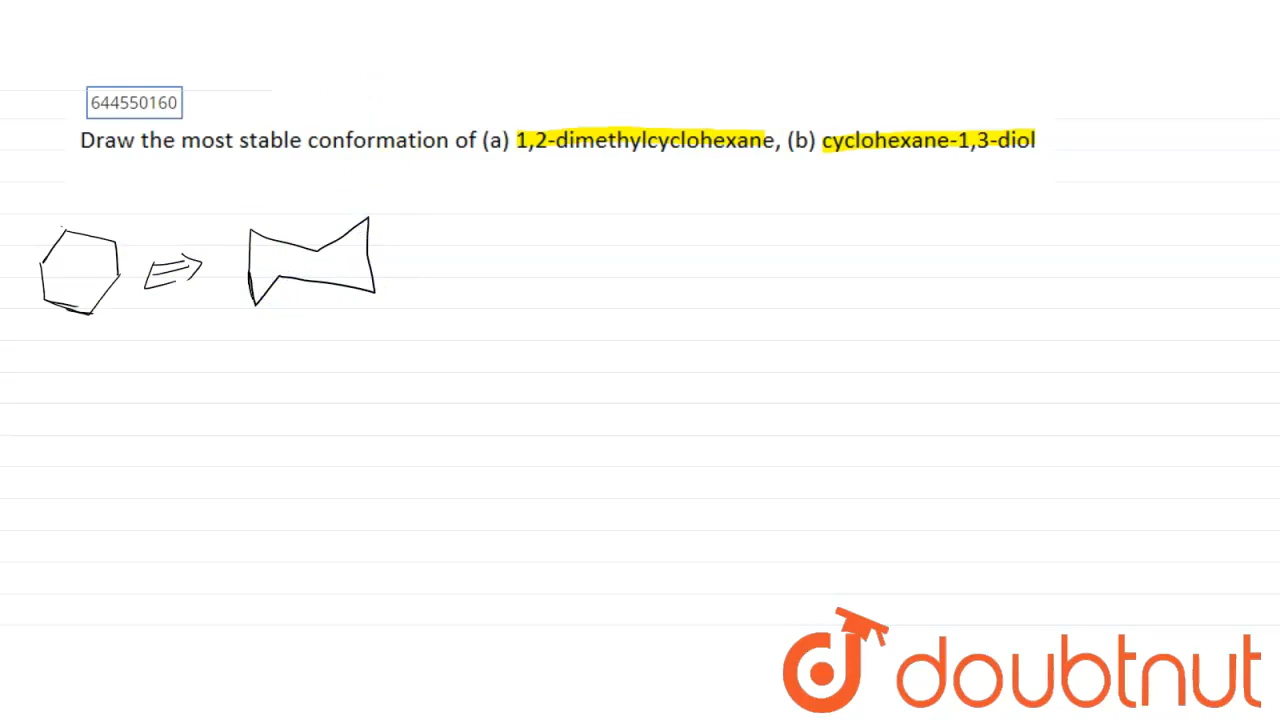 644550160
Draw the most stable conformation of (a) 1,2-dimethylcyclohexane, (b) cyclohexane-1,3-diol
doubtnut